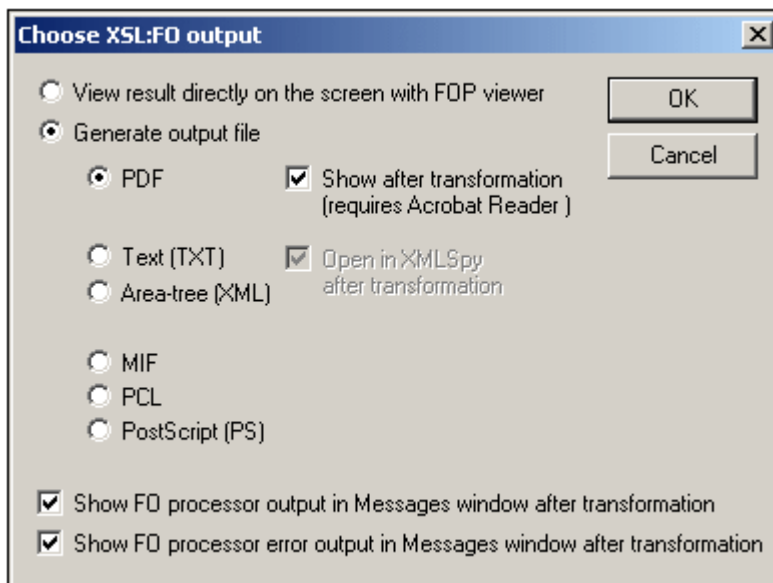 Choose XSL:FO output
View result directly on the screen with FOP viewer
OK
Generate output file
Cancel
PDF
Show after transformation
(requires Acrobat Reader )
Text (TXT)
Open in XMLSpy
after transformation
Area-tree (XML)
MIF
PCL
PostScript (PS)
Show FO processor output in Messages window after transformation
Show FO processor error output in Messages window after transformation